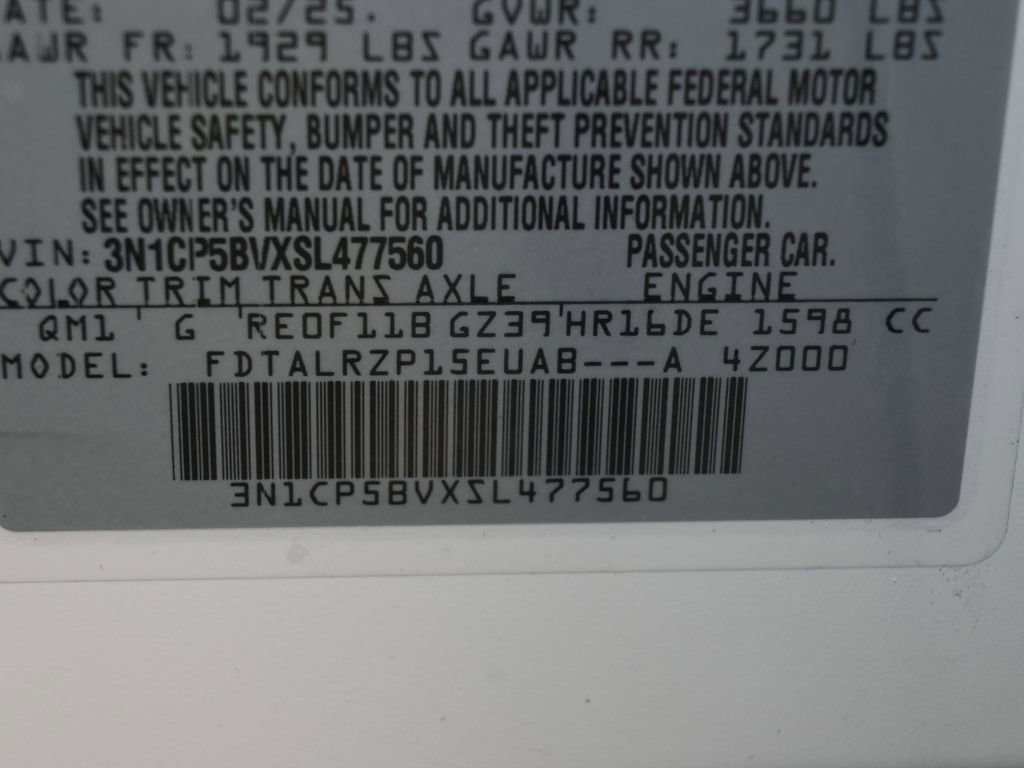 ATE: 02/25. GVWR: 3660 LBS
AWR FR: 1929 LBS GAWR RR: 1731 LBS
THIS VEHICLE CONFORMS TO ALL APPLICABLE FEDERAL MOTOR
VEHICLE SAFETY, BUMPER AND THEFT PREVENTION STANDARDS
IN EFFECT ON THE DATE OF MANUFACTURE SHOWN ABOVE.
SEE OWNER'S MANUAL FOR ADDITIONAL INFORMATION.
VIN: 3N1CP5BVXSL477560 PASSENGER CAR.
COLOR TRIM TRANS AXLE ENGINE
QM1 ' G 'RE0F11B GZ39'HR16DE 1598 CC
MODEL: FDTALRZP15EUAB---A 4Z000
3N1CP5BVXSL477560